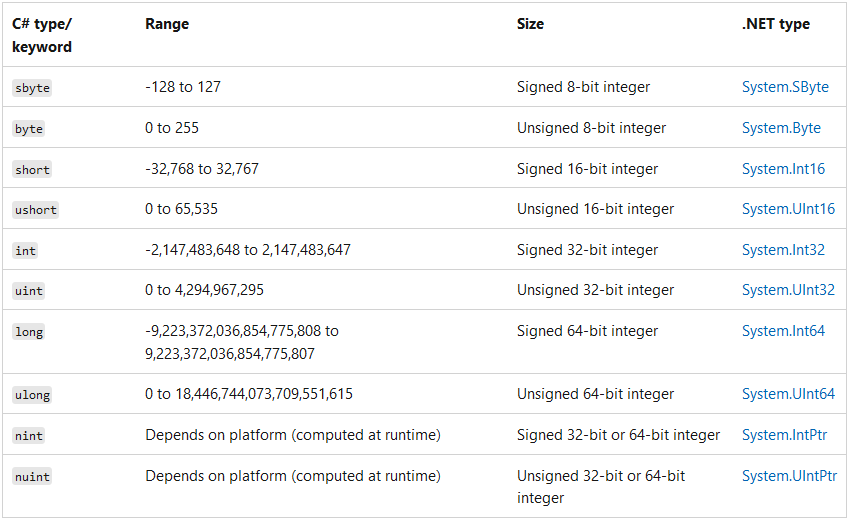 C# type/ Range Size .NET type
keyword
sbyte -128 to 127 Signed 8-bit integer System.SByte
byte 0 to 255 Unsigned 8-bit integer System.Byte
short -32,768 to 32,767 Signed 16-bit integer System.Int16
ushort 0 to 65,535 Unsigned 16-bit integer System.UInt16
int -2,147,483,648 to 2,147,483,647 Signed 32-bit integer System.Int32
uint 0 to 4,294,967,295 Unsigned 32-bit integer System.UInt32
long -9,223,372,036,854,775,808 to Signed 64-bit integer System.Int64
9,223,372,036,854,775,807
ulong 0 to 18,446,744,073,709,551,615 Unsigned 64-bit integer System.UInt64
nint Depends on platform (computed at runtime) Signed 32-bit or 64-bit integer System.IntPtr
nuint Depends on platform (computed at runtime) Unsigned 32-bit or 64-bit System.UIntPtr
integer